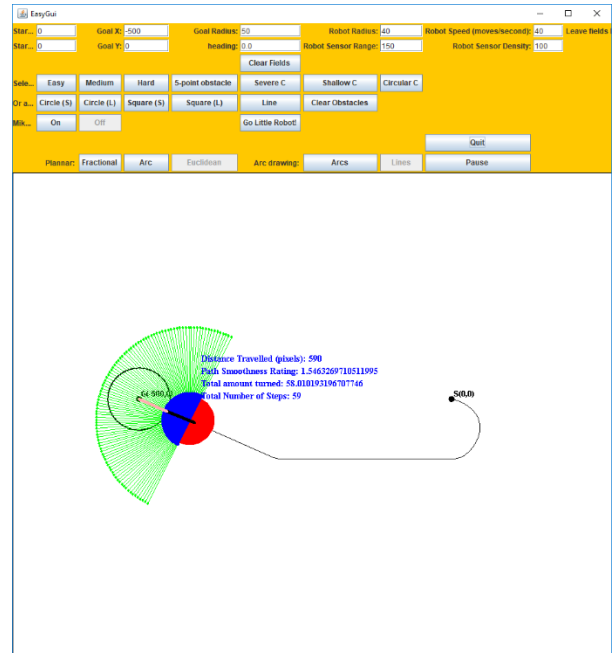 EasyGui
Star... 0 Goal X: -500 Goal Radius: 50 Robot Radius: 40 Robot Speed (moves/second): 40 Leave fields
Star... 0 Goal Y: 0 heading: 0.0 Robot Sensor Range: 150 Robot Sensor Density: 100
Clear Fields
Sele... Easy Medium Hard 5-point obstacle Severe C Shallow C Circular C
Or a... Circle (S) Circle (L) Square (S) Square (L) Line Clear Obstacles
Mik... On Off Go Little Robot!
Quit
Plannar: Fractional Arc Euclidean Arc drawing: Arcs Lines Pause
Distance Travelled (pixels): 590
Path Smoothness Rating: 1.5463269710511995
Total amount turned: 58.010193196707746
G(-500,0) Total Number of Steps: 59 S(0,0)